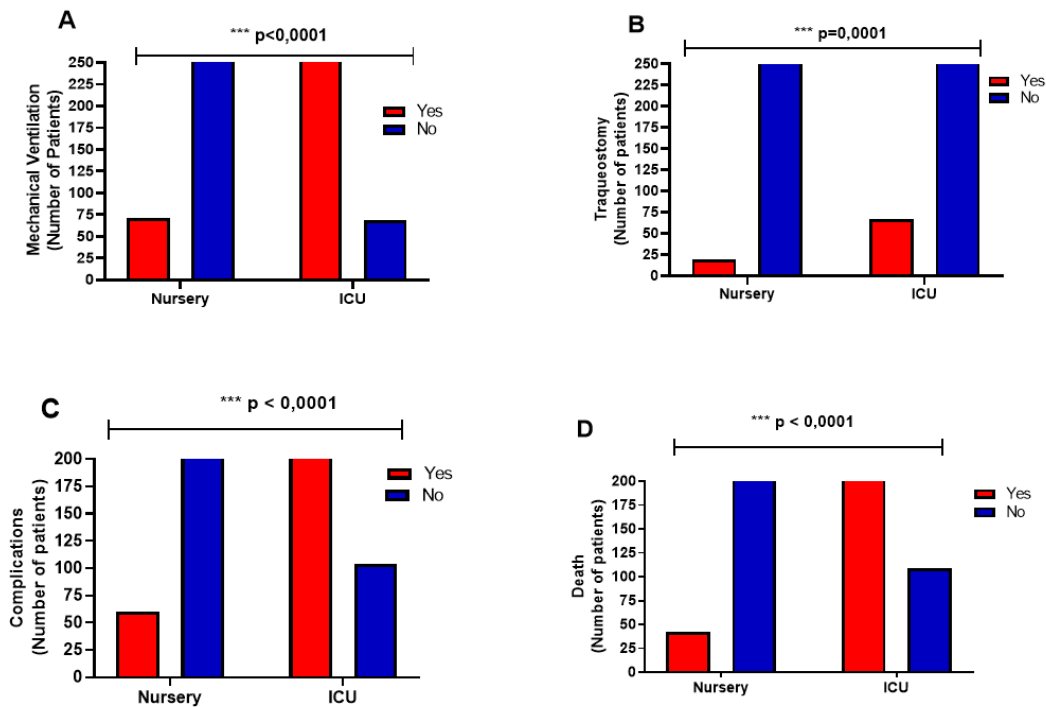 A
*** p<0,0001
Mechanical Ventilation
(Number of Patients)
250
225
200
175
150
125
100
75
50
25
0
Nursery
ICU
Yes
No
B
*** p=0,0001
Traqueostomy
(Number of patients)
250
225
200
175
150
125
100
75
50
25
0
Nursery
ICU
Yes
No
C
*** p < 0,0001
Complications
(Number of patients)
200
175
150
125
100
75
50
25
0
Nursery
ICU
Yes
No
D
*** p < 0,0001
Death
(Number of patients)
200
175
150
125
100
75
50
25
0
Nursery
ICU
Yes
No